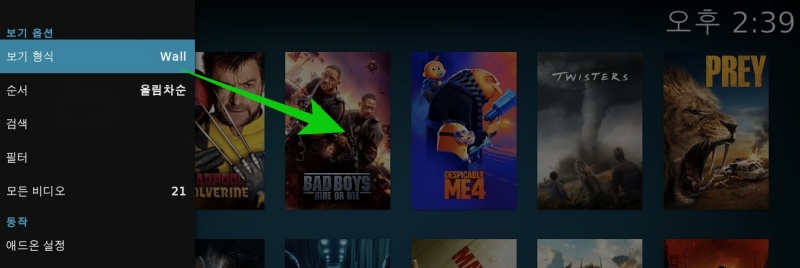 오후 2:39
보기 옵션
보기 형식 Wall
순서 올림차순
검색
필터
모든 비디오 21
동작
애드온 설정
DEADPOOL
WOLVERINE
BAD BOYS
RIDE OR DIE
DESPICABLE
ME4
TWISTERS
PREY